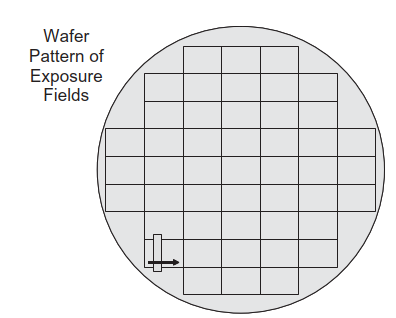 Wafer
Pattern of
Exposure
Fields